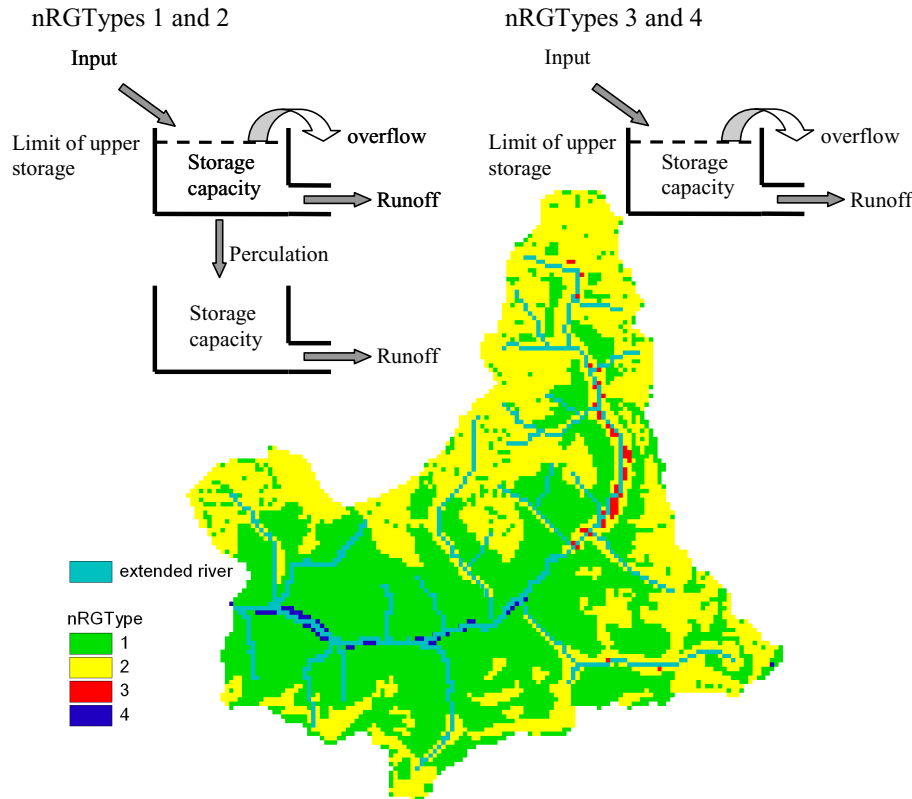 nRGTypes 1 and 2
Input
Limit of upper
storage
Storage
capacity
overflow
Runoff
Perculation
Storage
capacity
Runoff
nRGTypes 3 and 4
Input
Limit of upper
storage
Storage
capacity
overflow
Runoff
extended river
nRGType
1
2
3
4